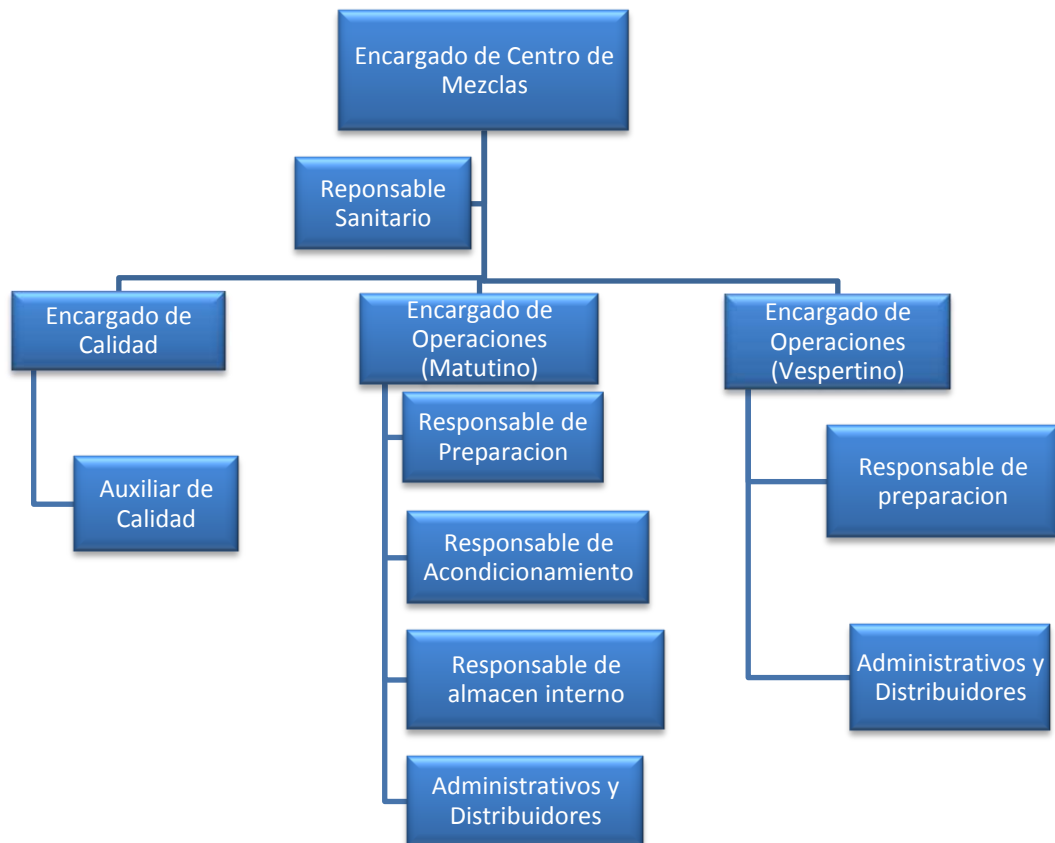 Encargado de Centro de
Mezclas
Reponsable
Sanitario
Encargado de
Calidad
Encargado de
Operaciones
(Matutino)
Encargado de
Operaciones
(Vespertino)
Auxiliar de
Calidad
Responsable de
Preparacion
Responsable de
Acondicionamiento
Responsable de
almacen interno
Administrativos y
Distribuidores
Responsable de
preparacion
Administrativos y
Distribuidores